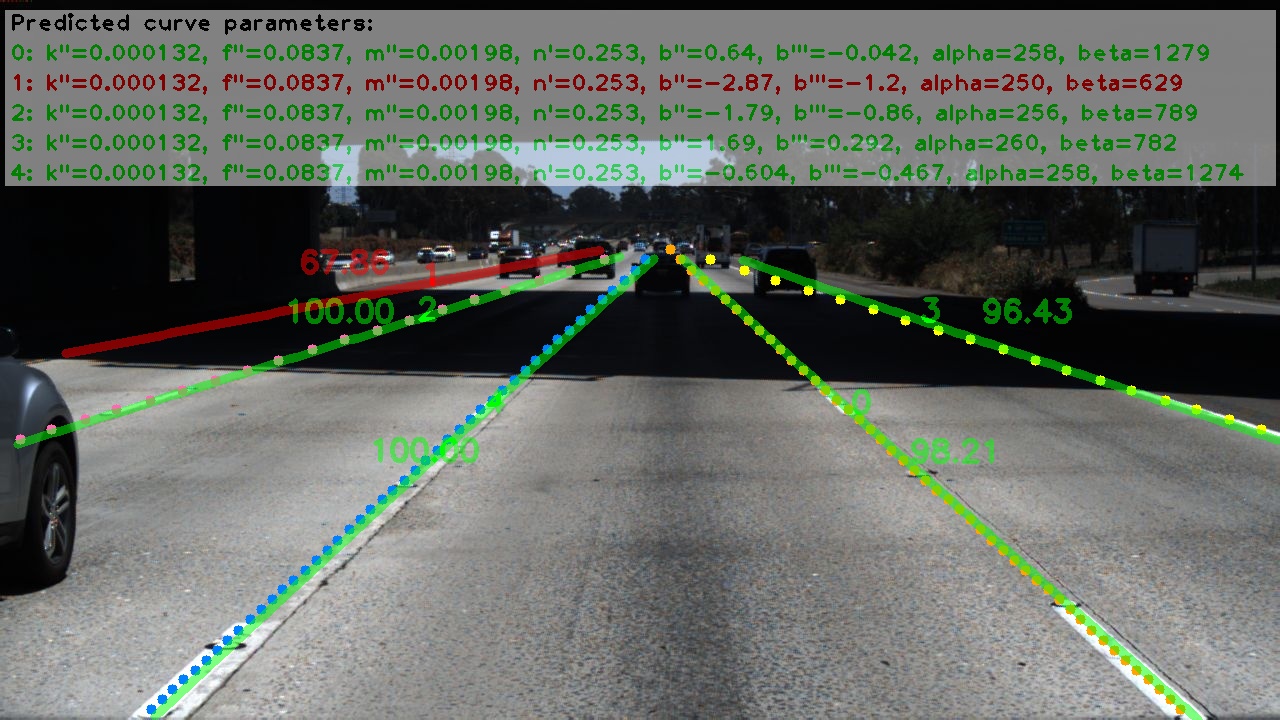 Predicted curve parameters:
0: k''=0.000132, f''=0.0837, m''=0.00198, n'=0.253, b''=0.64, b'''=-0.042, alpha=258, beta=1279
1: k''=0.000132, f''=0.0837, m''=0.00198, n'=0.253, b''=-2.87, b'''=-1.2, alpha=250, beta=629
2: k''=0.000132, f''=0.0837, m''=0.00198, n'=0.253, b''=-1.79, b'''=-0.86, alpha=256, beta=789
3: k''=0.000132, f''=0.0837, m''=0.00198, n'=0.253, b''=1.69, b'''=0.292, alpha=260, beta=782
4: k''=0.000132, f''=0.0837, m''=0.00198, n'=0.253, b''=-0.604, b'''=-0.467, alpha=258, beta=1274
67.86 1
100.00 2
3 96.43
0
100.00
98.21